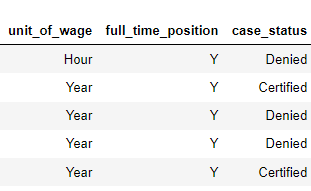 unit_of_wage full_time_position case_status
Hour Y Denied
Year Y Certified
Year Y Denied
Year Y Denied
Year Y Certified